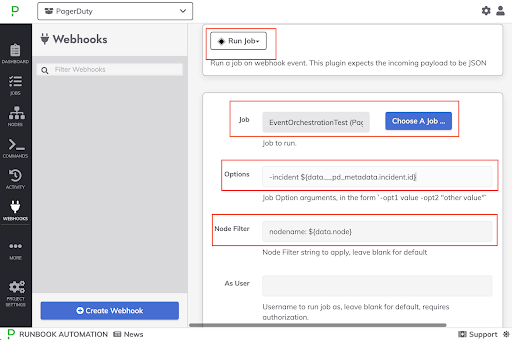 PagerDuty
Webhooks
Filter Webhooks
DASHBOARD
JOBS
NODES
COMMANDS
ACTIVITY
WEBHOOKS
MORE
PROJECT
SETTINGS
Create Webhook
Run Job
Run a job on webhook event. This plugin expects the incoming payload to be JSON
Job
EventOrchestrationTest (Pag
Choose A Job ...
Job to run.
Options
-incident ${data.__pd_metadata.incident.id}
Job Option arguments, in the form `-opt1 value -opt2 "other value"`
Node Filter
nodename: ${data.node}
Node Filter string to apply, leave blank for default
As User
Username to run job as, leave blank for default, requires
authorization.
RUNBOOK AUTOMATION
News
Support